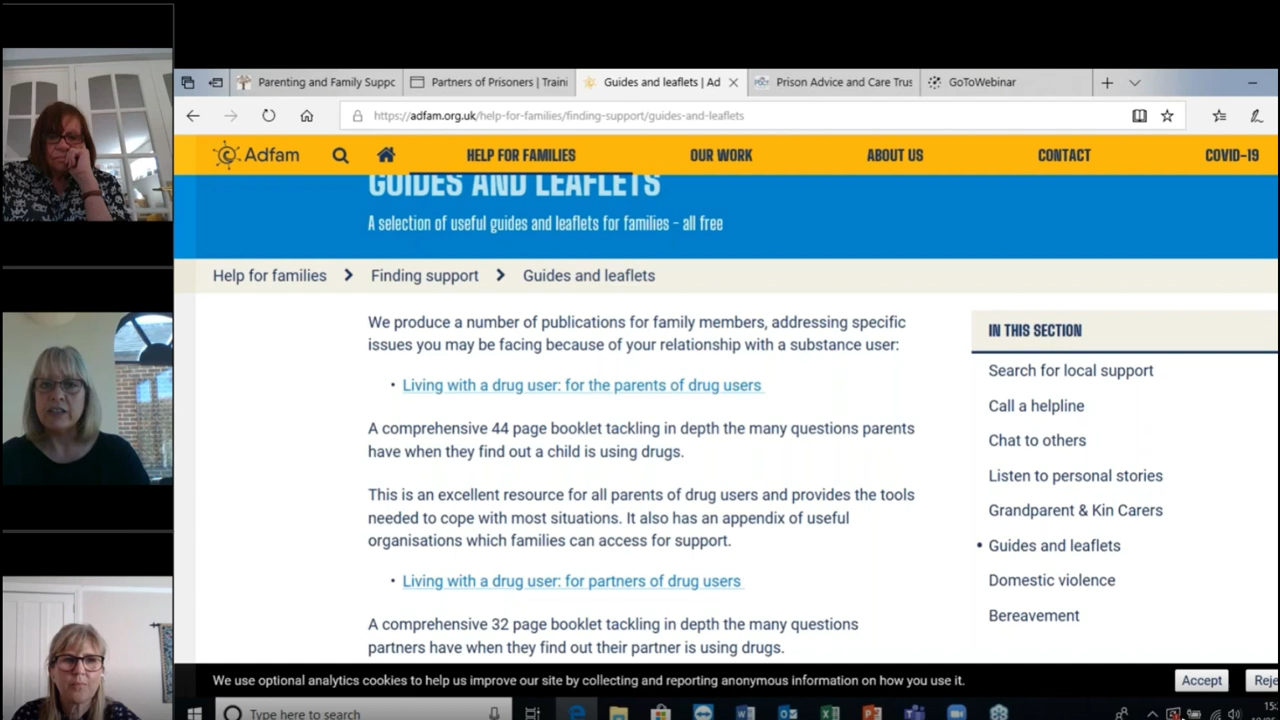 Parenting and Family Suppo
Partners of Prisoners | Traini
Guides and leaflets | Ad
Prison Advice and Care Trus
GoToWebinar
https://adfam.org.uk/help-for-families/finding-support/guides-and-leaflets
Adfam
HELP FOR FAMILIES
OUR WORK
ABOUT US
CONTACT
COVID-19
GUIDES AND LEAFLETS
A selection of useful guides and leaflets for families - all free
Help for families
Finding support
Guides and leaflets
We produce a number of publications for family members, addressing specific
issues you may be facing because of your relationship with a substance user:
• Living with a drug user: for the parents of drug users
A comprehensive 44 page booklet tackling in depth the many questions parents
have when they find out a child is using drugs.
This is an excellent resource for all parents of drug users and provides the tools
needed to cope with most situations. It also has an appendix of useful
organisations which families can access for support.
• Living with a drug user: for partners of drug users
A comprehensive 32 page booklet tackling in depth the many questions
partners have when they find out their partner is using drugs.
IN THIS SECTION
Search for local support
Call a helpline
Chat to others
Listen to personal stories
Grandparent & Kin Carers
• Guides and leaflets
Domestic violence
Bereavement
We use optional analytics cookies to help us improve our site by collecting and reporting anonymous information on how you use it.
Accept
Reje
Type here to search